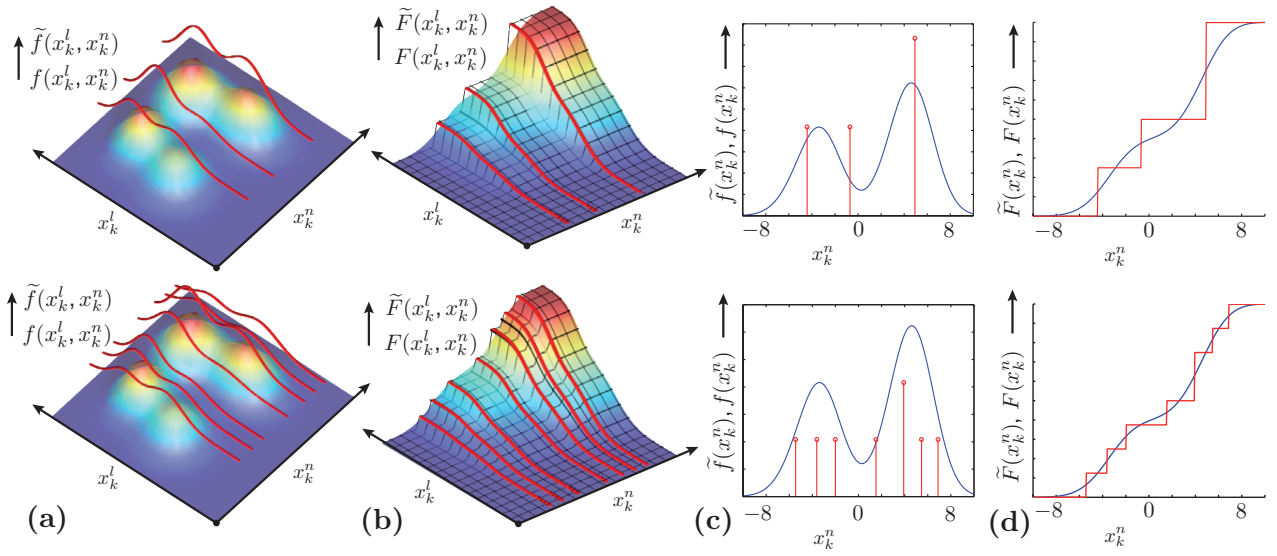 f̃(x_k^l, x_k^n)
f(x_k^l, x_k^n)
x_k^l
x_k^n
F̃(x_k^l, x_k^n)
F(x_k^l, x_k^n)
x_k^l
x_k^n
f̃(x_k^n), f(x_k^n)
−8 0 8
x_k^n
F̃(x_k^n), F(x_k^n)
−8 0 8
x_k^n
f̃(x_k^l, x_k^n)
f(x_k^l, x_k^n)
x_k^l
x_k^n
(a)
F̃(x_k^l, x_k^n)
F(x_k^l, x_k^n)
x_k^l
x_k^n
(b)
f̃(x_k^n), f(x_k^n)
−8 0 8
x_k^n
(c)
F̃(x_k^n), F(x_k^n)
−8 0 8
x_k^n
(d)